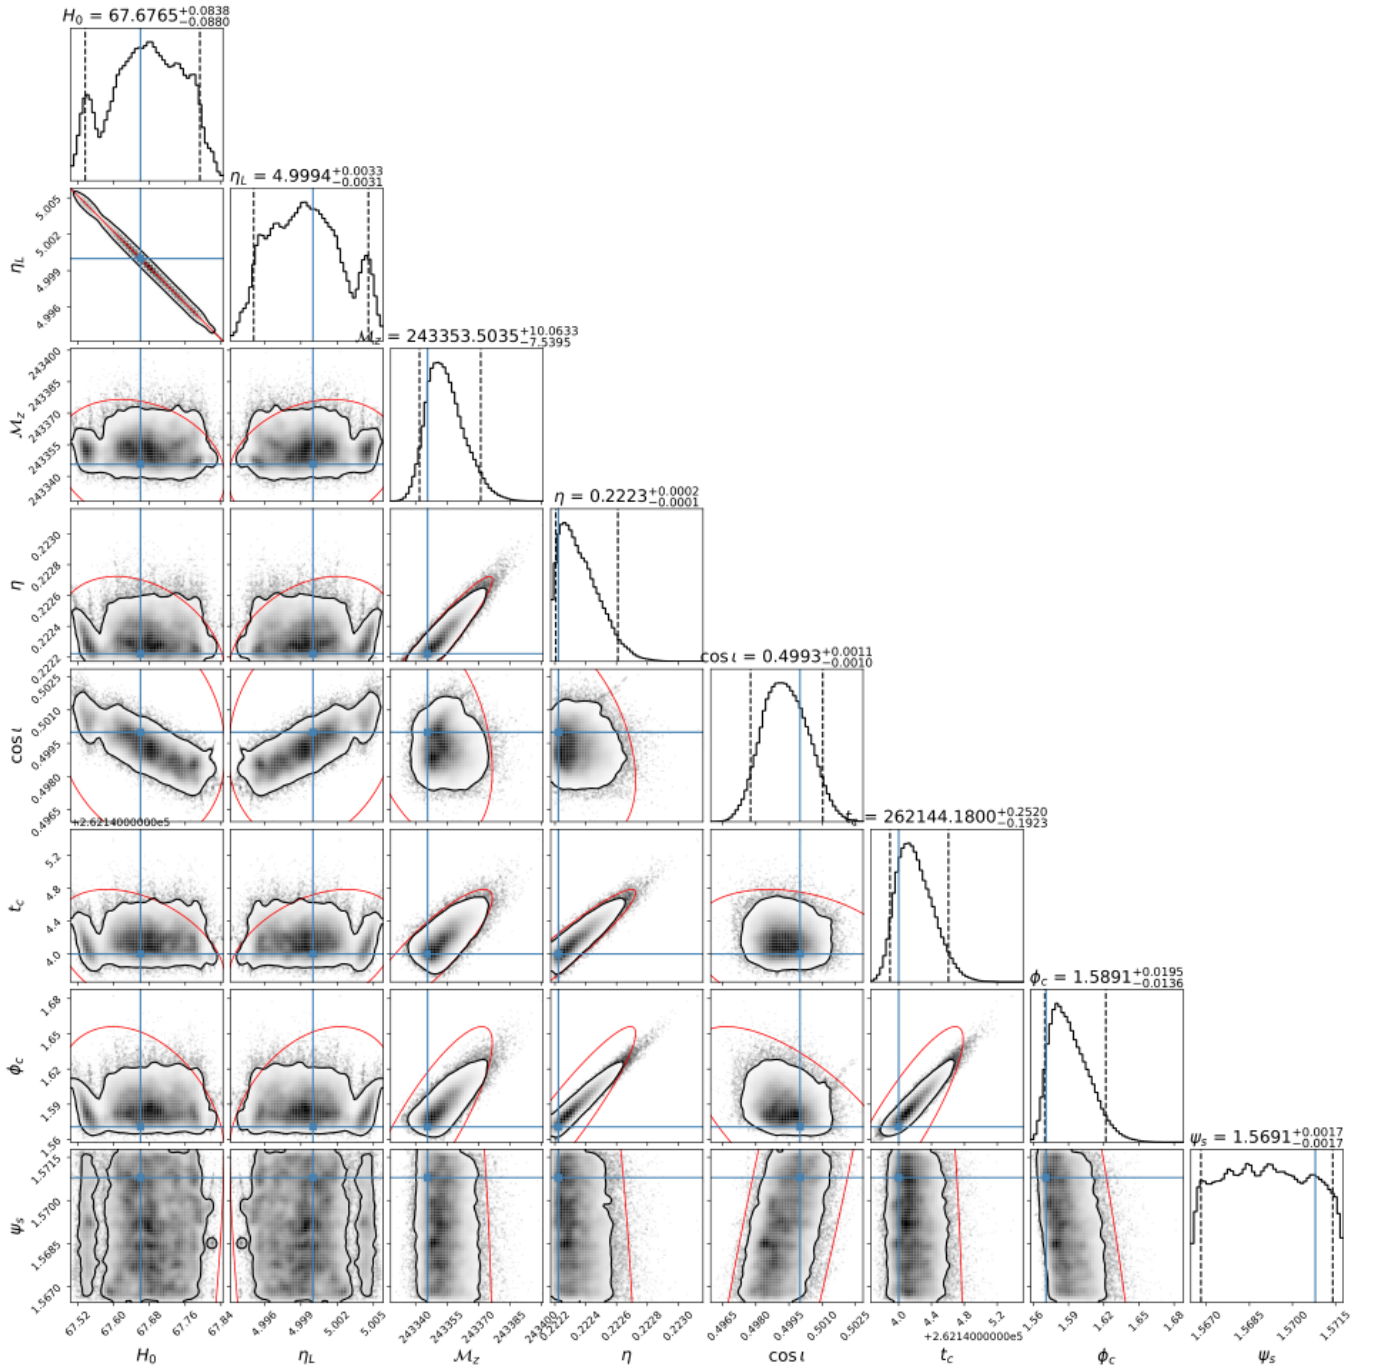 H₀ = 67.6765 +0.0838 −0.0880
η_L = 4.9994 +0.0033 −0.0031
5.005
5.002
4.999
4.996
η_L
= 243353.5035 +10.0633 −7.5395
243400
243385
243370
243355
243340
ℳ_z
η = 0.2223 +0.0002 −0.0001
0.2230
0.2228
0.2226
0.2224
0.2222
η
cos ι = 0.4993 +0.0011 −0.0010
0.5025
0.5010
0.4995
0.4980
0.4965
cos ι
= 262144.1800 +0.2520 −0.1923
+2.6214000000e5
5.2
4.8
4.4
4.0
t_c
ϕ_c = 1.5891 +0.0195 −0.0136
1.68
1.65
1.62
1.59
1.56
ϕ_c
ψ_s = 1.5691 +0.0017 −0.0017
1.5715
1.5700
1.5685
1.5670
ψ_s
67.52 67.60 67.68 67.76 67.84
4.996 4.999 5.002 5.005
243340 243355 243370 243385 243400
0.2222 0.2226 0.2230
0.4965 0.4980 0.4995 0.5010 0.5025
4.0 4.4 4.8 5.2
+2.6214000000e5
1.56 1.59 1.62 1.65 1.68
1.5670 1.5685 1.5700 1.5715
H₀ η_L ℳ_z η cos ι t_c ϕ_c ψ_s